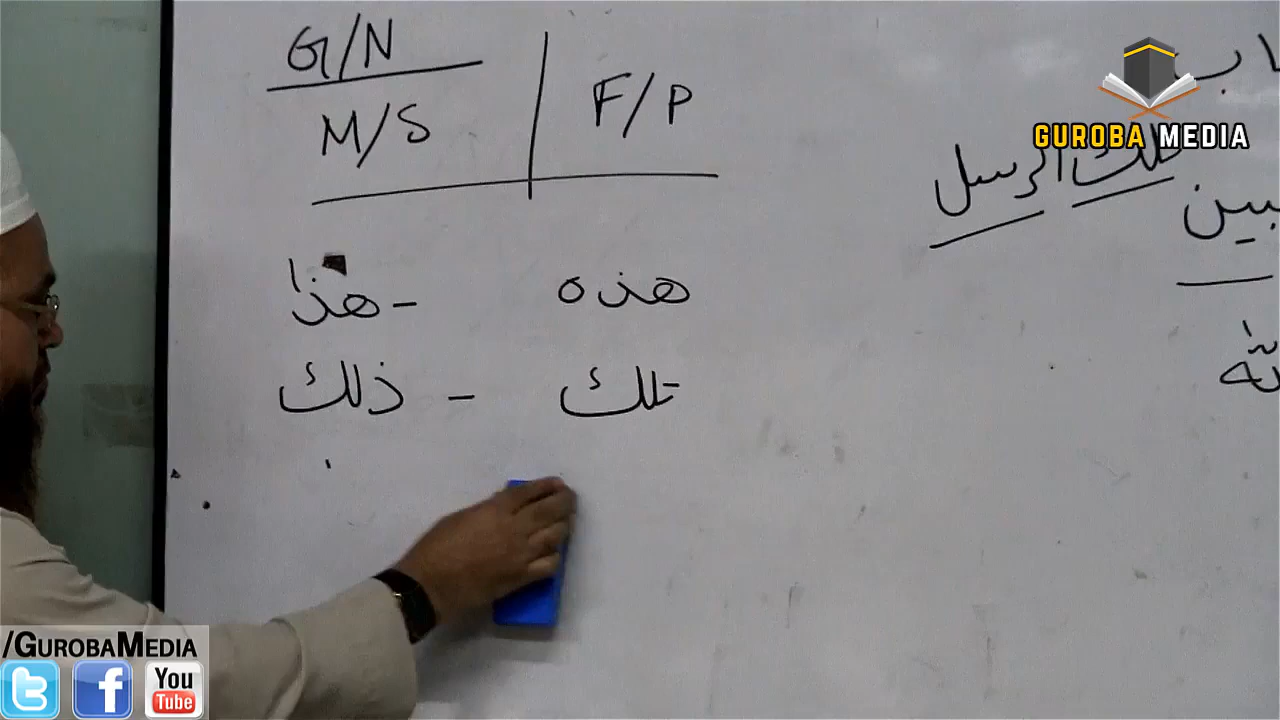 G/N
M/S F/P
هذا - هذه
ذلك - تلك
تلك الرسل
GUROBA MEDIA
/GUROBAMEDIA
You
Tube